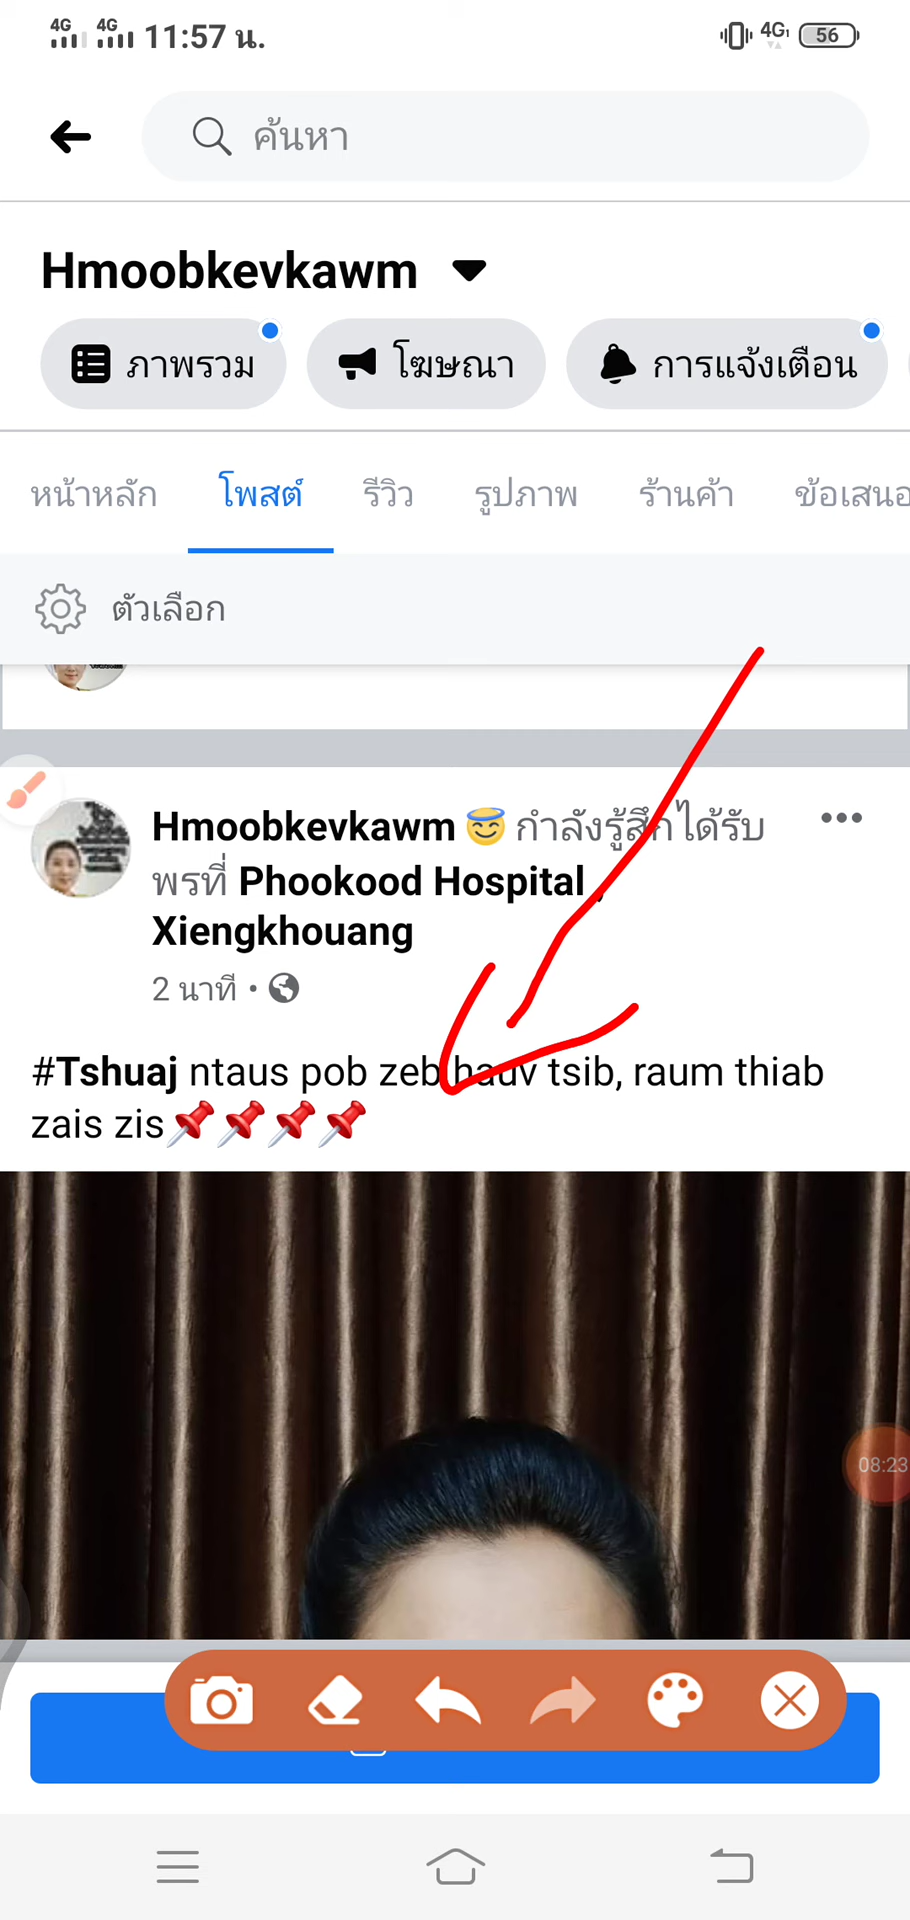 4G 4G 11:57 น. 4G 56
ค้นหา
Hmoobkevkawm
ภาพรวม โฆษณา การแจ้งเตือน
หน้าหลัก โพสต์ รีวิว รูปภาพ ร้านค้า ข้อเสนอ
ตัวเลือก
Hmoobkevkawm 😇 กำลังรู้สึกได้รับ
พรที่ Phookood Hospital,
Xiengkhouang
2 นาที •
#Tshuaj ntaus pob zeb hauv tsib, raum thiab
zais zis📌📌📌📌
08:23